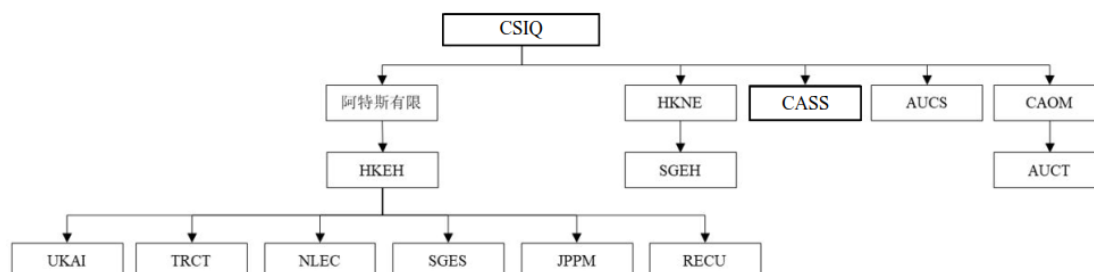 CSIQ
阿特斯有限
HKNE
CASS
AUCS
CAOM
HKEH
SGEH
AUCT
UKAI
TRCT
NLEC
SGES
JPPM
RECU